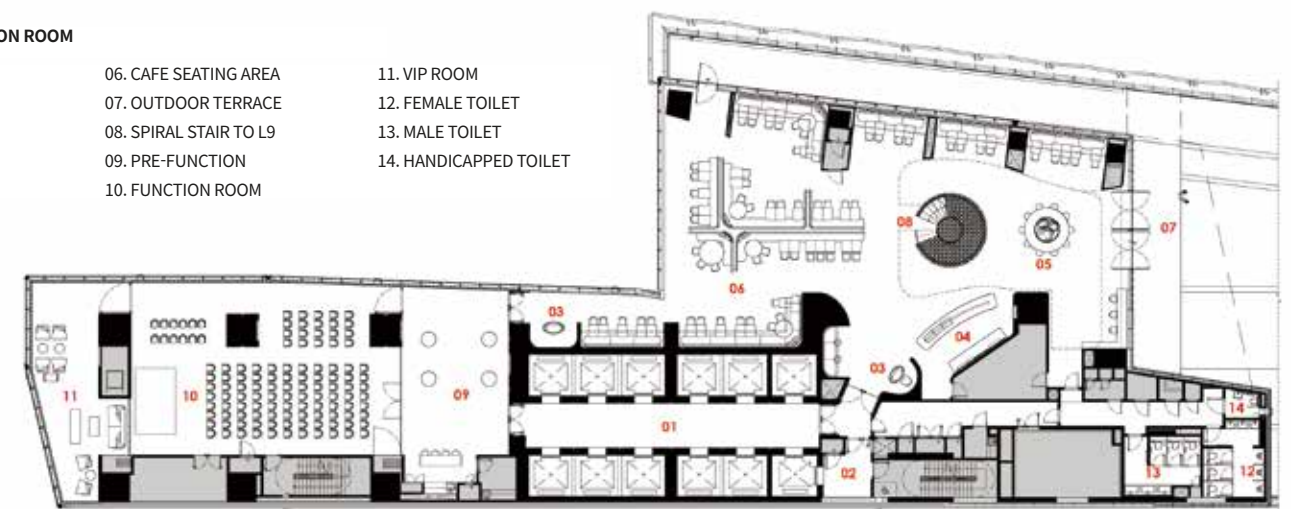 ON ROOM
06. CAFE SEATING AREA
07. OUTDOOR TERRACE
08. SPIRAL STAIR TO L9
09. PRE-FUNCTION
10. FUNCTION ROOM
11. VIP ROOM
12. FEMALE TOILET
13. MALE TOILET
14. HANDICAPPED TOILET
08
07
05
06
03
04
03
11
10
09
01
14
02
13
12